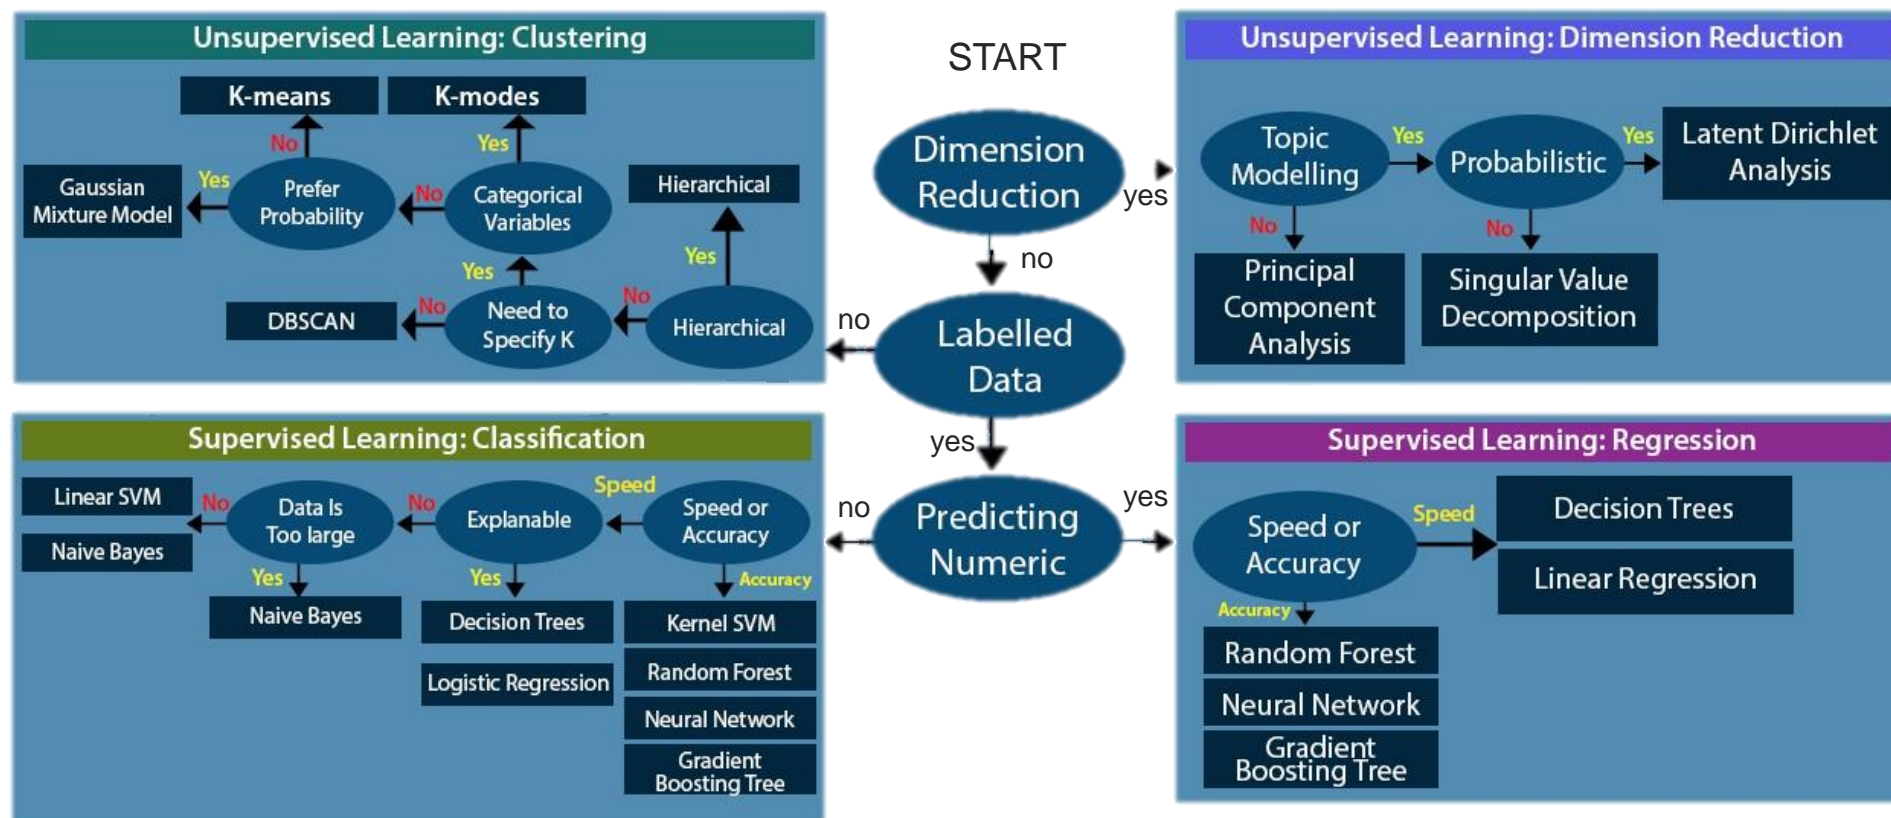 Unsupervised Learning: Clustering
K-means
K-modes
No
Yes
Gaussian
Mixture Model
Yes
Prefer
Probability
No
Categorical
Variables
Hierarchical
Yes
Yes
DBSCAN
No
Need to
Specify K
No
Hierarchical
START
Dimension
Reduction
yes
no
Labelled
Data
no
yes
Predicting
Numeric
no
yes
Unsupervised Learning: Dimension Reduction
Topic
Modelling
Yes
Probabilistic
Yes
Latent Dirichlet
Analysis
No
No
Principal
Component
Analysis
Singular Value
Decomposition
Supervised Learning: Classification
Linear SVM
Naive Bayes
No
Data Is
Too large
No
Explanable
Speed
Speed or
Accuracy
Yes
Yes
Accuracy
Naive Bayes
Decision Trees
Logistic Regression
Kernel SVM
Random Forest
Neural Network
Gradient
Boosting Tree
Supervised Learning: Regression
Speed or
Accuracy
Speed
Decision Trees
Linear Regression
Accuracy
Random Forest
Neural Network
Gradient
Boosting Tree